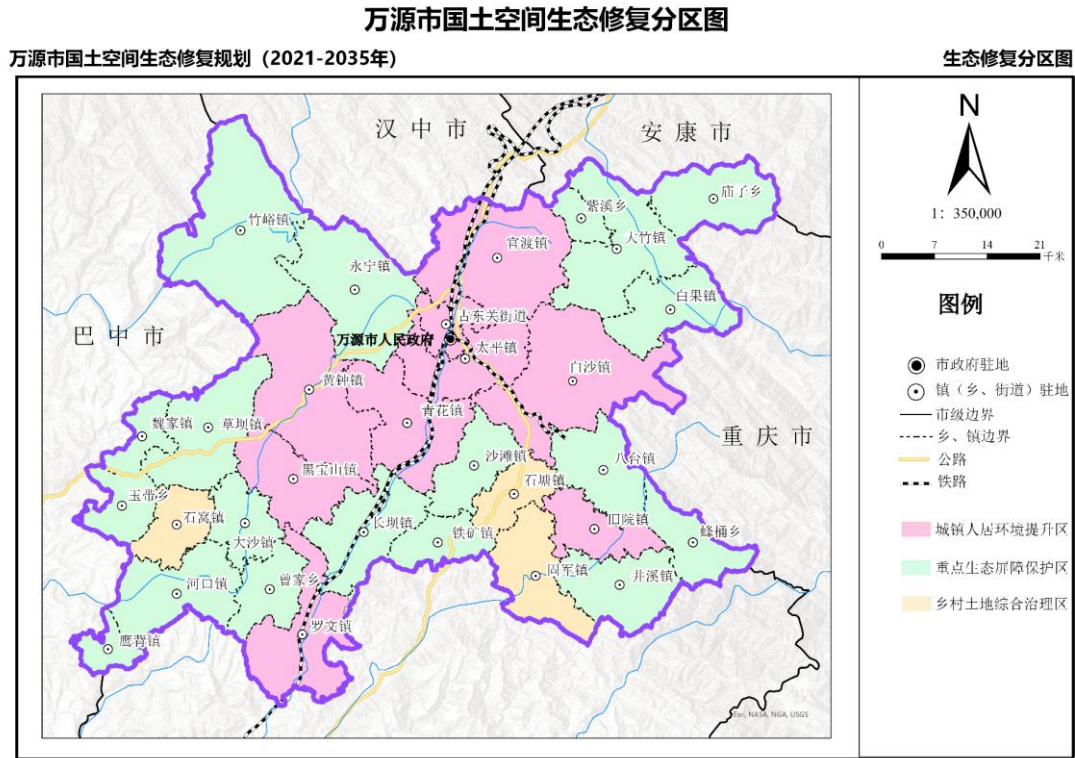 万源市国土空间生态修复分区图
万源市国土空间生态修复规划（2021-2035年）
生态修复分区图
汉中市
安康市
巴中市
重庆市
竹峪镇
永宁镇
官渡镇
紫溪乡
庙子乡
大竹镇
白果镇
古东关街道
万源市人民政府
太平镇
白沙镇
黄钟镇
青花镇
魏家镇
草坝镇
黑宝山镇
沙滩镇
八台镇
玉带乡
石窝镇
大沙镇
长坝镇
铁矿镇
石塘镇
旧院镇
蜂桶乡
河口镇
曾家乡
固军镇
井溪镇
鹰背镇
罗文镇
Esri, NASA, NGA, USGS
N
1：350,000
0 7 14 21
千米
图例
市政府驻地
镇（乡、街道）驻地
市级边界
乡、镇边界
公路
铁路
城镇人居环境提升区
重点生态屏障保护区
乡村土地综合治理区